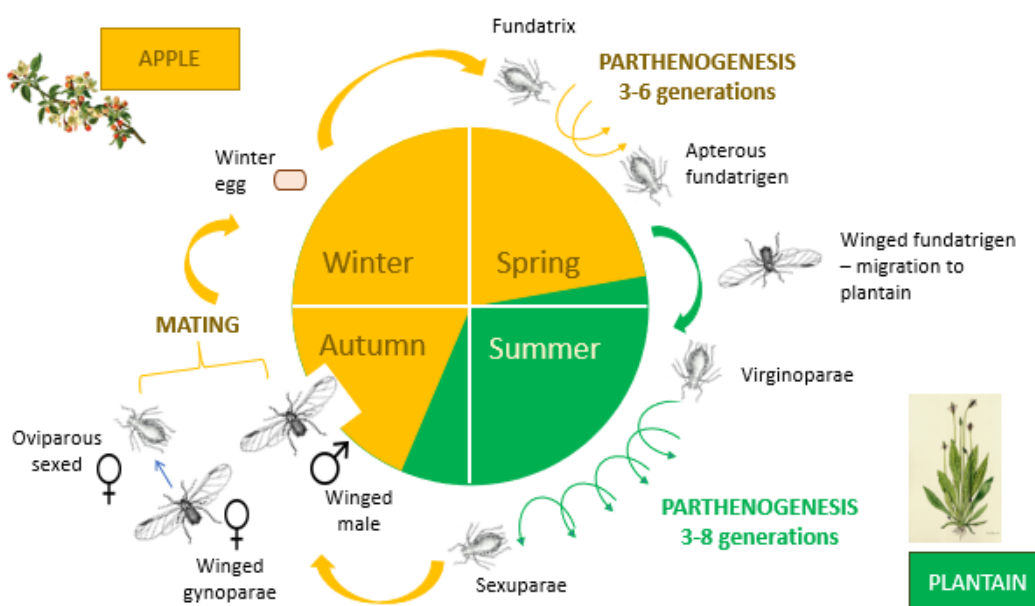 Fundatrix
APPLE
PARTHENOGENESIS
3-6 generations
Winter
egg
Apterous
fundatrigen
Winter
Spring
Winged fundatrigen
– migration to
plantain
MATING
Autumn
Summer
Virginoparae
Oviparous
sexed
Winged
male
PARTHENOGENESIS
3-8 generations
Winged
gynoparae
Sexuparae
PLANTAIN